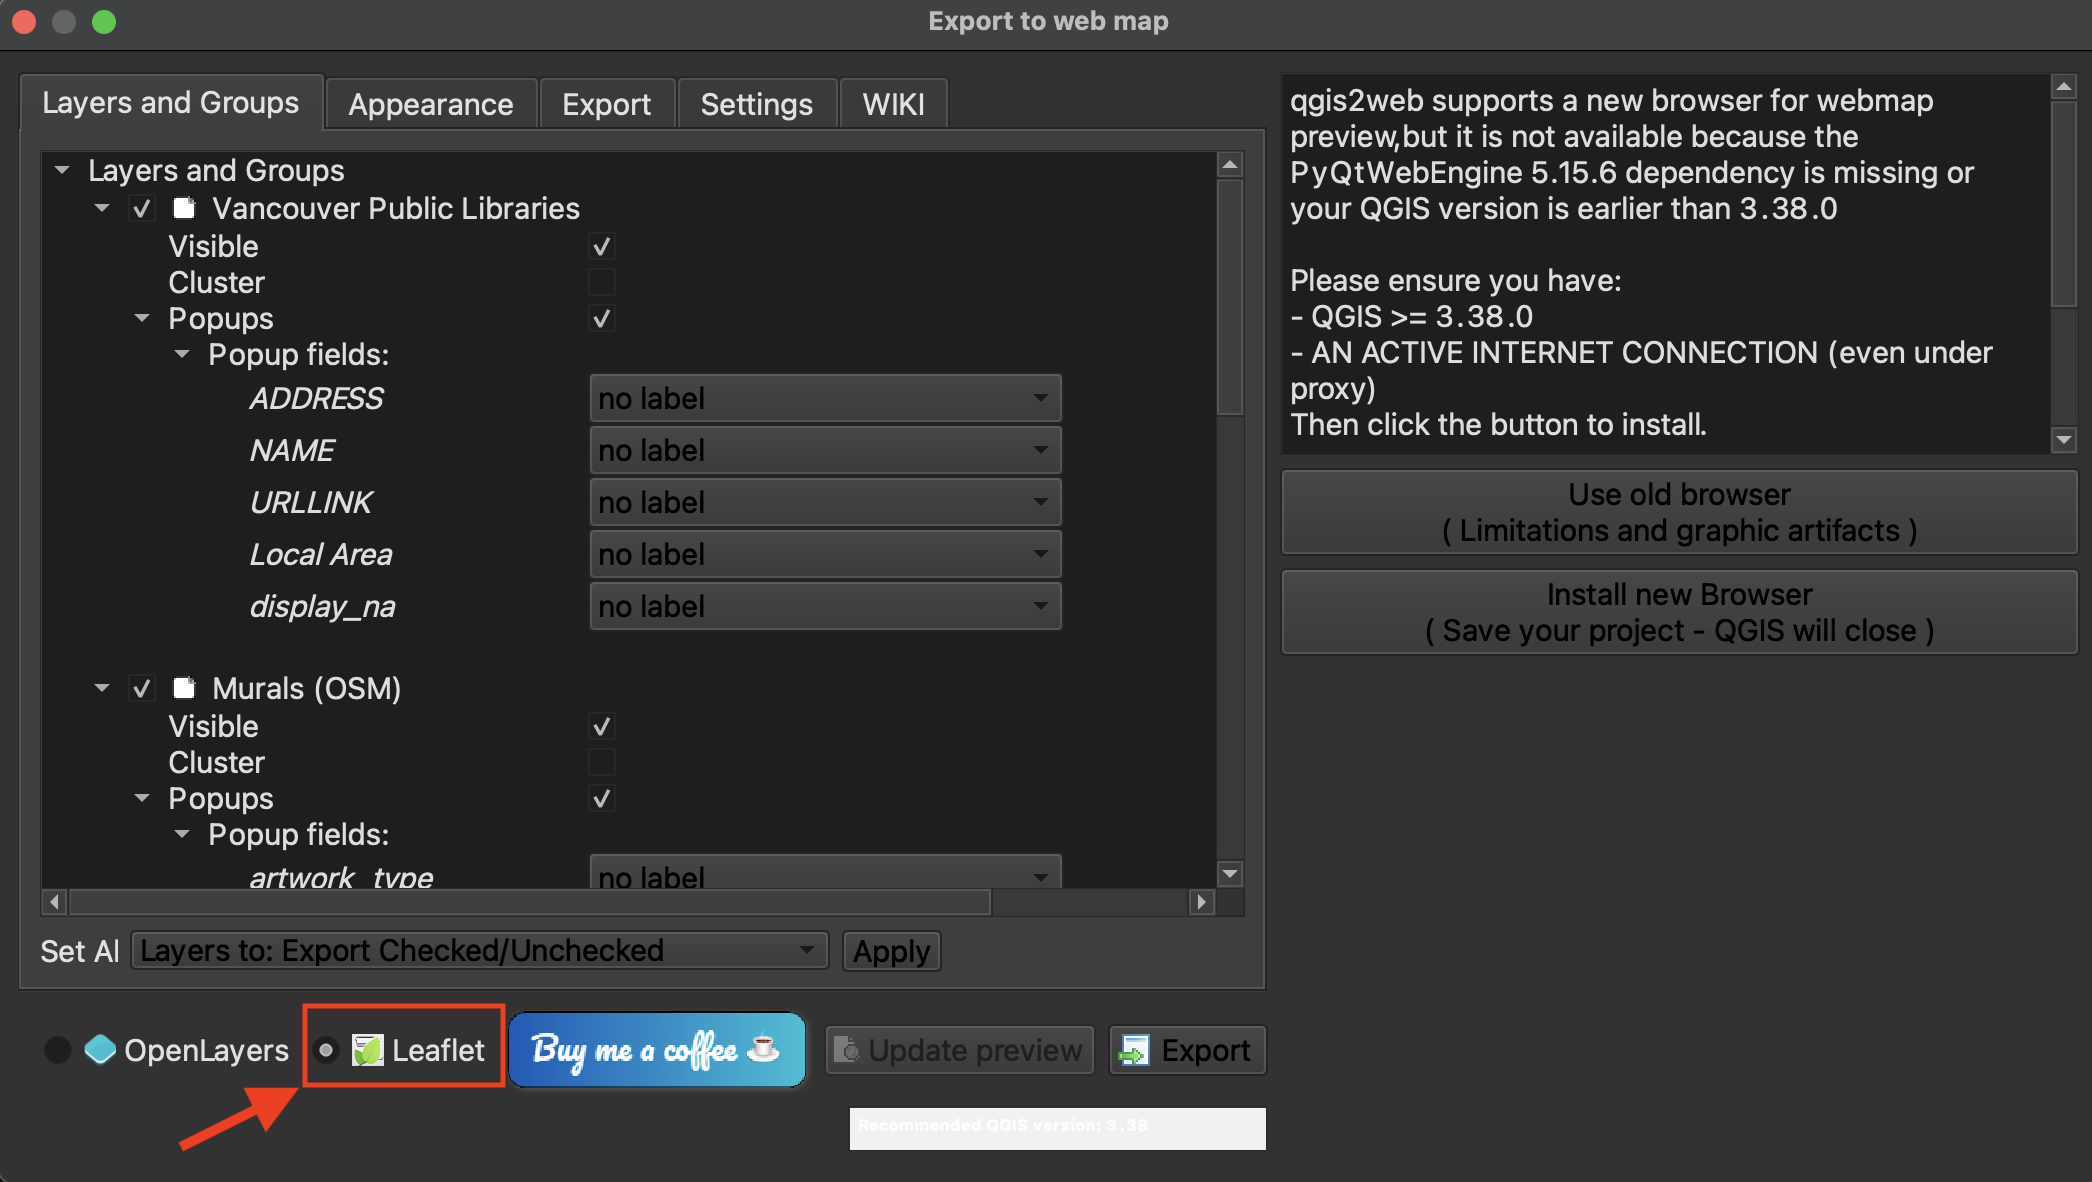 Export to web map
Layers and Groups
Appearance
Export
Settings
WIKI
Layers and Groups
Vancouver Public Libraries
Visible
Cluster
Popups
Popup fields:
ADDRESS no label
NAME no label
URLLINK no label
Local Area no label
display_na no label
Murals (OSM)
Visible
Cluster
Popups
Popup fields:
artwork_type no label
Set Al Layers to: Export Checked/Unchecked Apply
OpenLayers Leaflet Buy me a coffee Update preview Export
Recommended QGIS version: 3.38
qgis2web supports a new browser for webmap
preview,but it is not available because the
PyQtWebEngine 5.15.6 dependency is missing or
your QGIS version is earlier than 3.38.0
Please ensure you have:
- QGIS >= 3.38.0
- AN ACTIVE INTERNET CONNECTION (even under
proxy)
Then click the button to install.
Use old browser
( Limitations and graphic artifacts )
Install new Browser
( Save your project - QGIS will close )